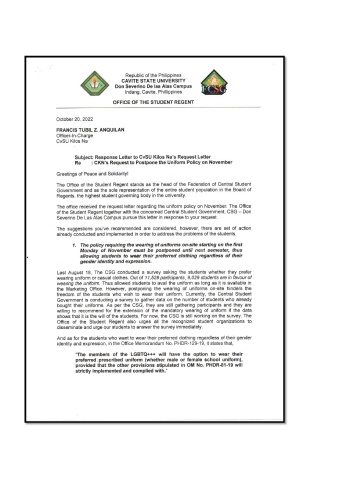 Republic of the Philippines
CAVITE STATE UNIVERSITY
Don Severino De las Alas Campus
Indang, Cavite, Philippines
OFFICE OF THE STUDENT REGENT
October 20, 2022
FRANCIS TUBIL Z. ANQUILAN
Officer-In-Charge
CvSU Kilos Na
Subject: Response Letter to CvSU Kilos Na's Request Letter
Re : CKN's Request to Postpone the Uniform Policy on November
Greetings of Peace and Solidarity!
The Office of the Student Regent stands as the head of the Federation of Central Student
Government and as the sole representation of the entire student population in the Board of
Regents, the highest student governing body in the university.
The office received the request letter regarding the uniform policy on November. The Office
of the Student Regent together with the concerned Central Student Government, CSG – Don
Severino De Las Alas Campus pursue this letter in response to your request
The suggestions you've recommended are considered, however, there are set of action
already conducted and implemented in order to address the problems of the students.
1. The policy requiring the wearing of uniforms on-site starting on the first
Monday of November must be postponed until next semester, thus
allowing students to wear their preferred clothing regardless of their
gender identity and expression.
Last August 18, The CSG conducted a survey asking the students whether they prefer
wearing uniform or casual clothes. Out of 11,828 participants, 9,029 students are in favour of
wearing the uniform. Thus allowed students to avail the uniform as long as it is available in
the Marketing Office. However, postponing the wearing of uniforms on-site hinders the
freedom of the students who wish to wear their uniform. Currently, the Central Student
Government is conducting a survey to gather data on the number of students who already
bought their uniform. As per the CSG, they are still gathering participants and they are
willing to recommend for the extension of the mandatory wearing of uniform if the data
shows that it is the will of the students. For now, the CSG is still working on the survey. The
Office of the Student Regent also urges all the recognized student organizations to
disseminate and urge our students to answer the survey immediately.
And as for the students who want to wear their preferred clothing regardless of their gender
identity and expression, in the Office Memorandum No. PHDR-129-19, it states that,
"The members of the LGBTQ+++ will have the option to wear their
preferred prescribed uniform (whether male or female school uniform),
provided that the other provisions stipulated in OM No. PHDR-81-19 will
strictly implemented and complied with.'